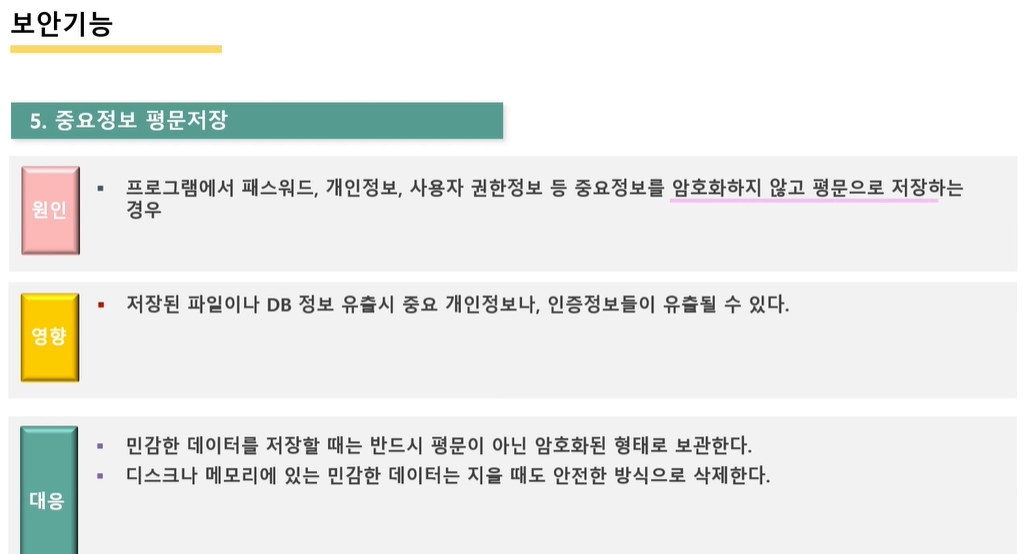 보안기능
5. 중요정보 평문저장
원인
▪ 프로그램에서 패스워드, 개인정보, 사용자 권한정보 등 중요정보를 암호화하지 않고 평문으로 저장하는
경우
영향
▪ 저장된 파일이나 DB 정보 유출시 중요 개인정보나, 인증정보들이 유출될 수 있다.
대응
▪ 민감한 데이터를 저장할 때는 반드시 평문이 아닌 암호화된 형태로 보관한다.
▪ 디스크나 메모리에 있는 민감한 데이터는 지울 때도 안전한 방식으로 삭제한다.